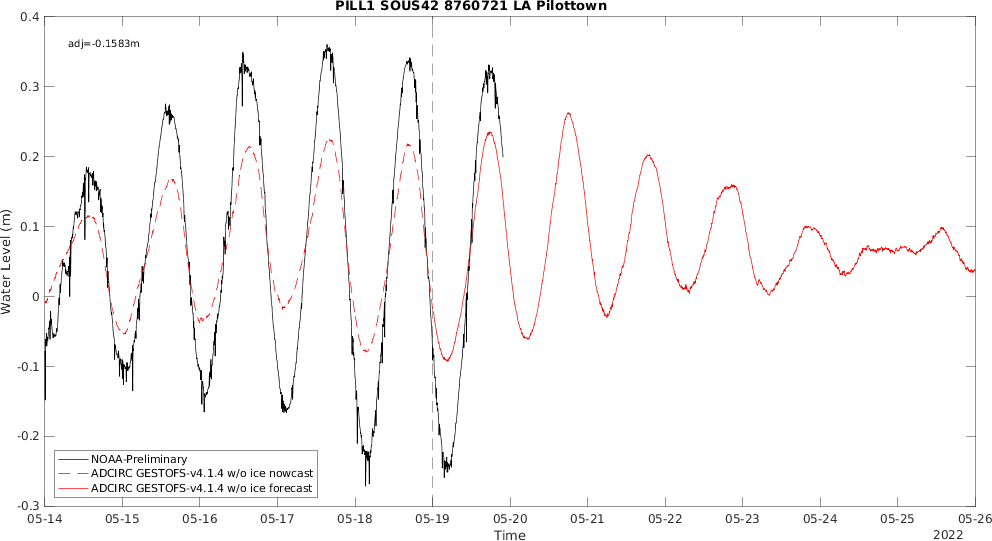 PILL1 SOUS42 8760721 LA Pilottown
adj=-0.1583m
Water Level (m)
0.4
0.3
0.2
0.1
0
-0.1
-0.2
-0.3
NOAA-Preliminary
ADCIRC GESTOFS-v4.1.4 w/o ice nowcast
ADCIRC GESTOFS-v4.1.4 w/o ice forecast
05-14 05-15 05-16 05-17 05-18 05-19 05-20 05-21 05-22 05-23 05-24 05-25 05-26
Time
2022